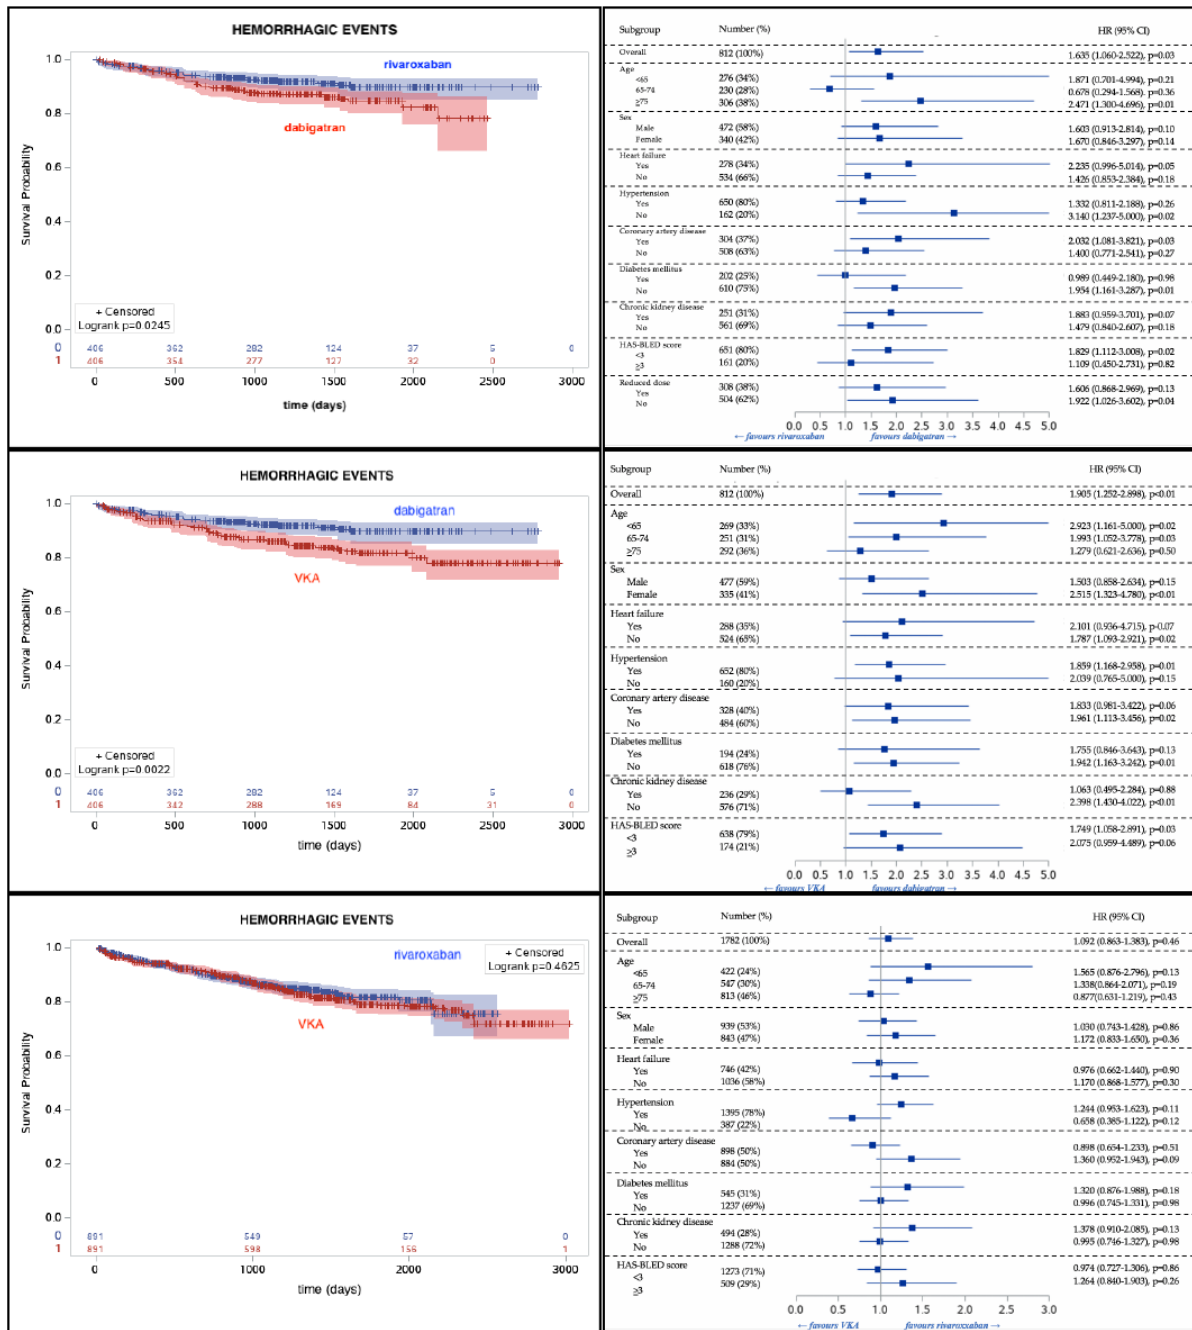 HEMORRHAGIC EVENTS
Survival Probability
1.0
0.8
0.6
0.4
0.2
0.0
rivaroxaban
dabigatran
+ Censored
Logrank p=0.0245
0 406 362 282 124 37 5 0
1 406 354 277 127 32 0
0 500 1000 1500 2000 2500 3000
time (days)
Subgroup Number (%) HR (95% CI)
Overall 812 (100%) 1.635 (1.060-2.522), p=0.03
Age
<65 276 (34%) 1.871 (0.701-4.994), p=0.21
65-74 230 (28%) 0.678 (0.294-1.568), p=0.36
≥75 306 (38%) 2.471 (1.300-4.696), p=0.01
Sex
Male 472 (58%) 1.603 (0.913-2.814), p=0.10
Female 340 (42%) 1.670 (0.846-3.297), p=0.14
Heart failure
Yes 278 (34%) 2.235 (0.996-5.014), p=0.05
No 534 (66%) 1.426 (0.853-2.384), p=0.18
Hypertension
Yes 650 (80%) 1.332 (0.811-2.188), p=0.26
No 162 (20%) 3.140 (1.237-5.000), p=0.02
Coronary artery disease
Yes 304 (37%) 2.032 (1.081-3.821), p=0.03
No 508 (63%) 1.400 (0.771-2.541), p=0.27
Diabetes mellitus
Yes 202 (25%) 0.989 (0.449-2.180), p=0.98
No 610 (75%) 1.954 (1.161-3.287), p=0.01
Chronic kidney disease
Yes 251 (31%) 1.883 (0.959-3.701), p=0.07
No 561 (69%) 1.479 (0.840-2.607), p=0.18
HAS-BLED score
<3 651 (80%) 1.829 (1.112-3.008), p=0.02
≥3 161 (20%) 1.109 (0.450-2.731), p=0.82
Reduced dose
Yes 308 (38%) 1.606 (0.868-2.969), p=0.13
No 504 (62%) 1.922 (1.026-3.602), p=0.04
0.0 0.5 1.0 1.5 2.0 2.5 3.0 3.5 4.0 4.5 5.0
← favours rivaroxaban favours dabigatran →
HEMORRHAGIC EVENTS
Survival Probability
1.0
0.8
0.6
0.4
0.2
0.0
dabigatran
VKA
+ Censored
Logrank p=0.0022
0 406 362 282 124 37 5 0
1 406 342 288 169 84 31 0
0 500 1000 1500 2000 2500 3000
time (days)
Subgroup Number (%) HR (95% CI)
Overall 812 (100%) 1.905 (1.252-2.898), p<0.01
Age
<65 269 (33%) 2.923 (1.161-5.000), p=0.02
65-74 251 (31%) 1.993 (1.052-3.778), p=0.03
≥75 292 (36%) 1.279 (0.621-2.636), p=0.50
Sex
Male 477 (59%) 1.503 (0.858-2.634), p=0.15
Female 335 (41%) 2.515 (1.323-4.780), p<0.01
Heart failure
Yes 288 (35%) 2.101 (0.936-4.715), p-0.07
No 524 (65%) 1.787 (1.093-2.921), p=0.02
Hypertension
Yes 652 (80%) 1.859 (1.168-2.958), p=0.01
No 160 (20%) 2.039 (0.765-5.000), p=0.15
Coronary artery disease
Yes 328 (40%) 1.833 (0.981-3.422), p=0.06
No 484 (60%) 1.961 (1.113-3.456), p=0.02
Diabetes mellitus
Yes 194 (24%) 1.755 (0.846-3.643), p=0.13
No 618 (76%) 1.942 (1.163-3.242), p=0.01
Chronic kidney disease
Yes 236 (29%) 1.063 (0.495-2.284), p=0.88
No 576 (71%) 2.398 (1.430-4.022), p<0.01
HAS-BLED score
<3 638 (79%) 1.749 (1.058-2.891), p=0.03
≥3 174 (21%) 2.075 (0.959-4.489), p=0.06
0.0 0.5 1.0 1.5 2.0 2.5 3.0 3.5 4.0 4.5 5.0
← favours VKA favours dabigatran →
HEMORRHAGIC EVENTS
Survival Probability
1.0
0.8
0.6
0.4
0.2
0.0
rivaroxaban
VKA
+ Censored
Logrank p=0.4625
0 891 549 57 0
1 891 598 156 1
0 1000 2000 3000
time (days)
Subgroup Number (%) HR (95% CI)
Overall 1782 (100%) 1.092 (0.863-1.383), p=0.46
Age
<65 422 (24%) 1.565 (0.876-2.796), p=0.13
65-74 547 (30%) 1.338(0.864-2.071), p=0.19
≥75 813 (46%) 0.877(0.631-1.219), p=0.43
Sex
Male 939 (53%) 1.030 (0.743-1.428), p=0.86
Female 843 (47%) 1.172 (0.833-1.650), p=0.36
Heart failure
Yes 746 (42%) 0.976 (0.662-1.440), p=0.90
No 1036 (58%) 1.170 (0.868-1.577), p=0.30
Hypertension
Yes 1395 (78%) 1.244 (0.953-1.623), p=0.11
No 387 (22%) 0.658 (0.385-1.122), p=0.12
Coronary artery disease
Yes 898 (50%) 0.898 (0.654-1.233), p=0.51
No 884 (50%) 1.360 (0.952-1.943), p=0.09
Diabetes mellitus
Yes 545 (31%) 1.320 (0.876-1.988), p=0.18
No 1237 (69%) 0.996 (0.745-1.331), p=0.98
Chronic kidney disease
Yes 494 (28%) 1.378 (0.910-2.085), p=0.13
No 1288 (72%) 0.995 (0.746-1.327), p=0.98
HAS-BLED score
<3 1273 (71%) 0.974 (0.727-1.306), p=0.86
≥3 509 (29%) 1.264 (0.840-1.903), p=0.26
0.0 0.5 1.0 1.5 2.0 2.5 3.0
← favours VKA favours rivaroxxaban →